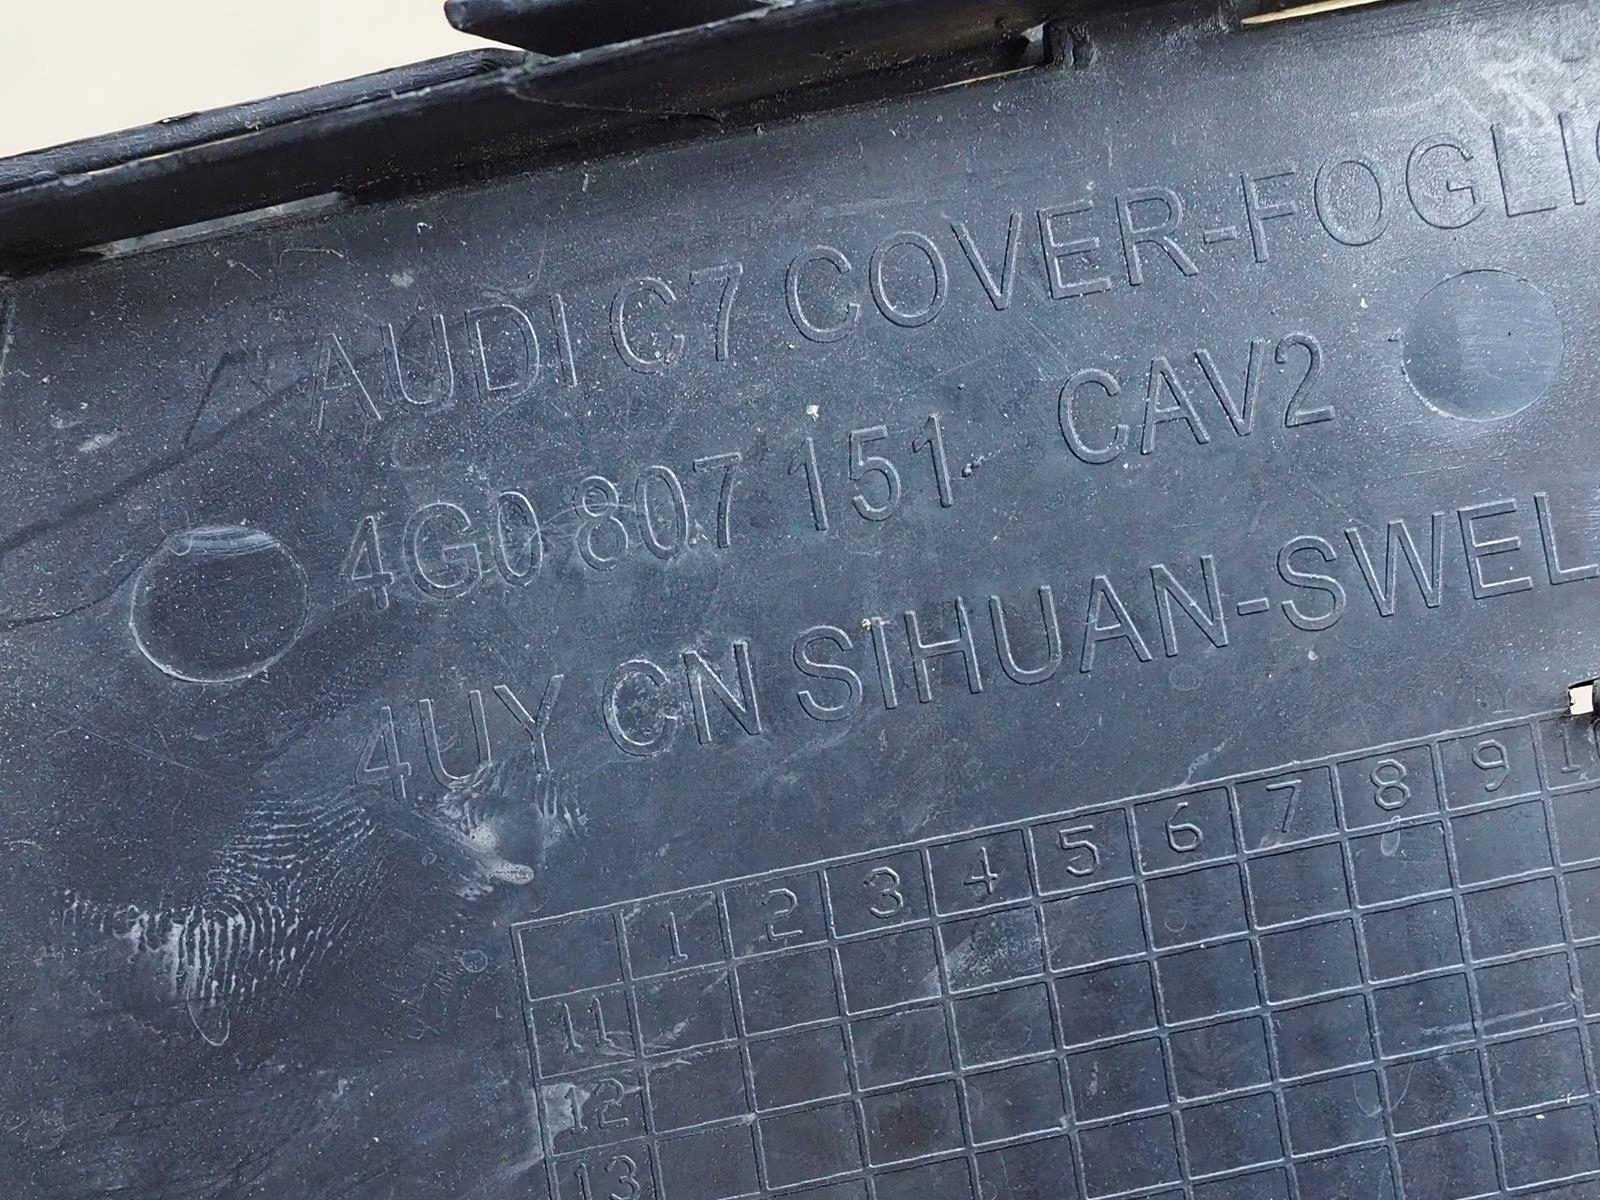 AUDI C7 COVER-FOGLI
4G0 807 151 CAV2
4UY CN SIHUAN-SWEL
1 2 3 4 5 6 7 8 9
11
12
13